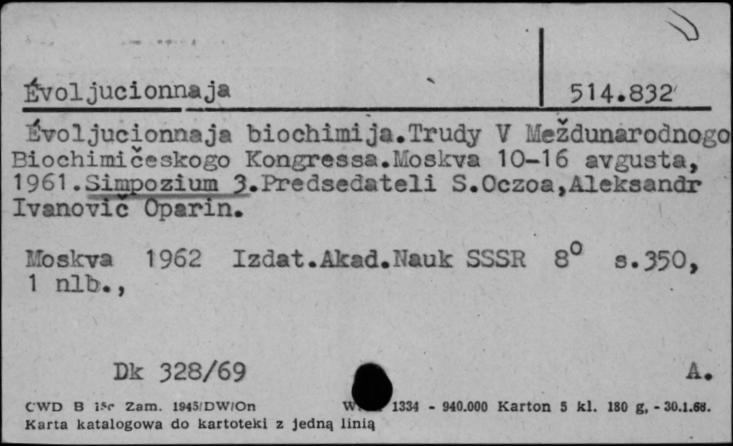 Évoljucionnaja 514.832
Évoljucionnaja biochimija.Trudy V Meždunarodnogo
Biochimičeskogo Kongressa.Moskva 10-16 avgusta,
1961.Simpozium 3.Predsedateli S.Oczoa,Aleksandr
Ivanovič Oparin.
Moskva 1962 Izdat.Akad.Nauk SSSR 8° s.350,
1 nlb.,
Dk 328/69 A.
CWD B Zam. 1945/DW/On 1334 - 940.000 Karton 5 kl. 180 g, - 30.1.68.
Karta katalogowa do kartoteki z jedną linią